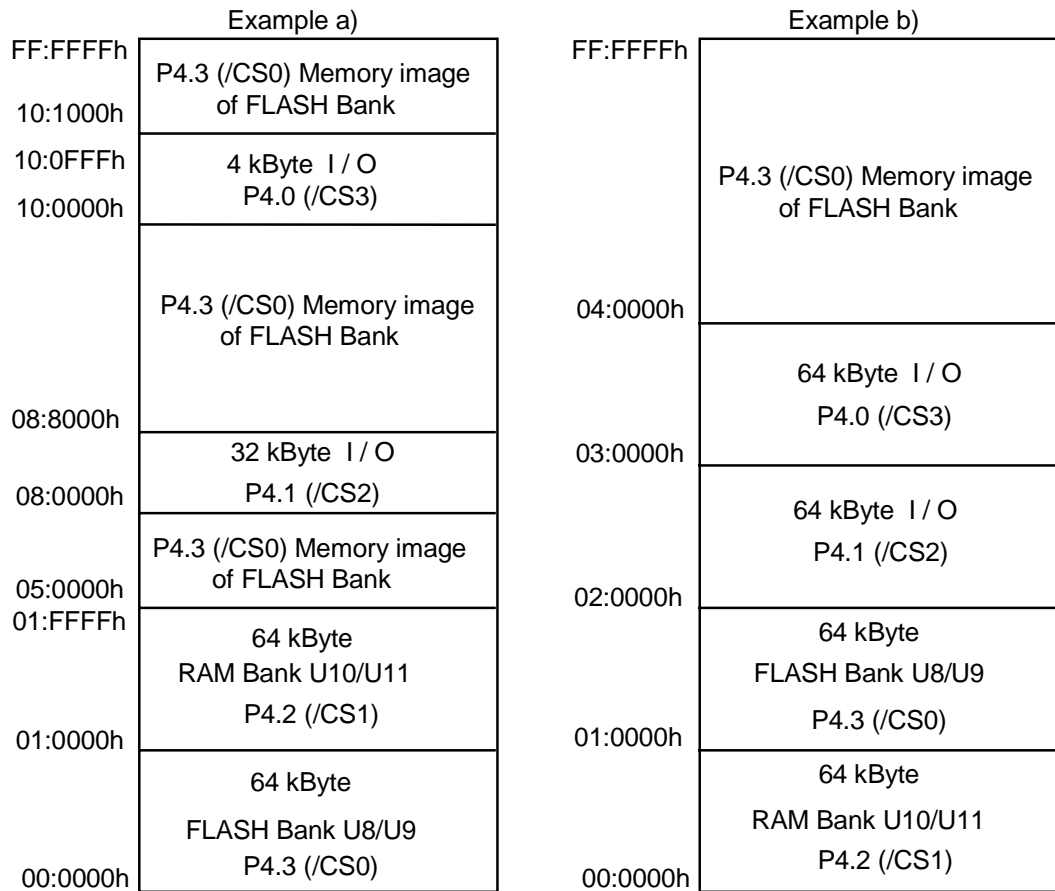 Example a)
FF:FFFFh
P4.3 (/CS0) Memory image
of FLASH Bank
10:1000h
10:0FFFh
4 kByte I / O
P4.0 (/CS3)
10:0000h
P4.3 (/CS0) Memory image
of FLASH Bank
08:8000h
32 kByte I / O
P4.1 (/CS2)
08:0000h
P4.3 (/CS0) Memory image
of FLASH Bank
05:0000h
01:FFFFh
64 kByte
RAM Bank U10/U11
P4.2 (/CS1)
01:0000h
64 kByte
FLASH Bank U8/U9
P4.3 (/CS0)
00:0000h
Example b)
FF:FFFFh
P4.3 (/CS0) Memory image
of FLASH Bank
04:0000h
64 kByte I / O
P4.0 (/CS3)
03:0000h
64 kByte I / O
P4.1 (/CS2)
02:0000h
64 kByte
FLASH Bank U8/U9
P4.3 (/CS0)
01:0000h
64 kByte
RAM Bank U10/U11
P4.2 (/CS1)
00:0000h